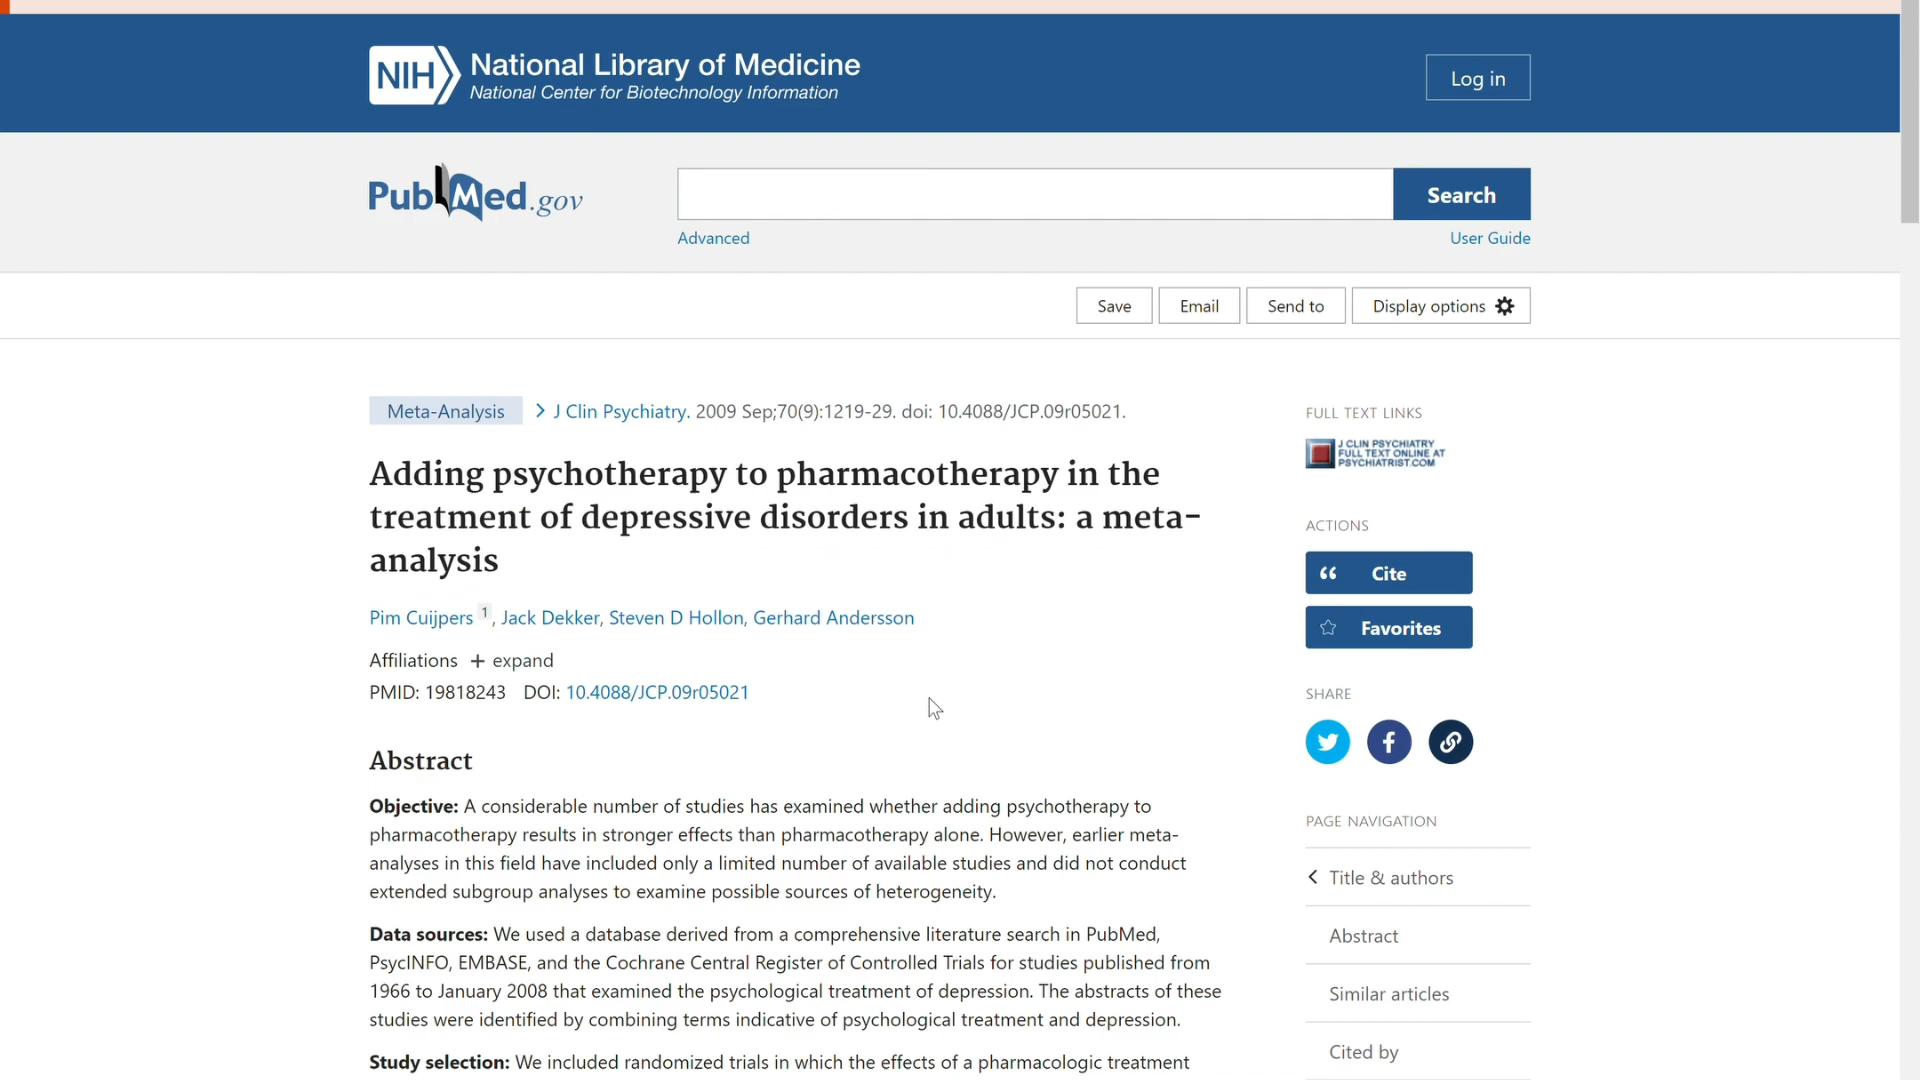 NIH National Library of Medicine
National Center for Biotechnology Information
Log in
PubMed.gov
Search
Advanced
User Guide
Save
Email
Send to
Display options
Meta-Analysis
J Clin Psychiatry. 2009 Sep;70(9):1219-29. doi: 10.4088/JCP.09r05021.
Adding psychotherapy to pharmacotherapy in the
treatment of depressive disorders in adults: a meta-
analysis
Pim Cuijpers 1, Jack Dekker, Steven D Hollon, Gerhard Andersson
Affiliations + expand
PMID: 19818243 DOI: 10.4088/JCP.09r05021
Abstract
Objective: A considerable number of studies has examined whether adding psychotherapy to
pharmacotherapy results in stronger effects than pharmacotherapy alone. However, earlier meta-
analyses in this field have included only a limited number of available studies and did not conduct
extended subgroup analyses to examine possible sources of heterogeneity.
Data sources: We used a database derived from a comprehensive literature search in PubMed,
PsycINFO, EMBASE, and the Cochrane Central Register of Controlled Trials for studies published from
1966 to January 2008 that examined the psychological treatment of depression. The abstracts of these
studies were identified by combining terms indicative of psychological treatment and depression.
Study selection: We included randomized trials in which the effects of a pharmacologic treatment
FULL TEXT LINKS
J CLIN PSYCHIATRY
FULL TEXT ONLINE AT
PSYCHIATRIST.COM
ACTIONS
Cite
Favorites
SHARE
PAGE NAVIGATION
Title & authors
Abstract
Similar articles
Cited by